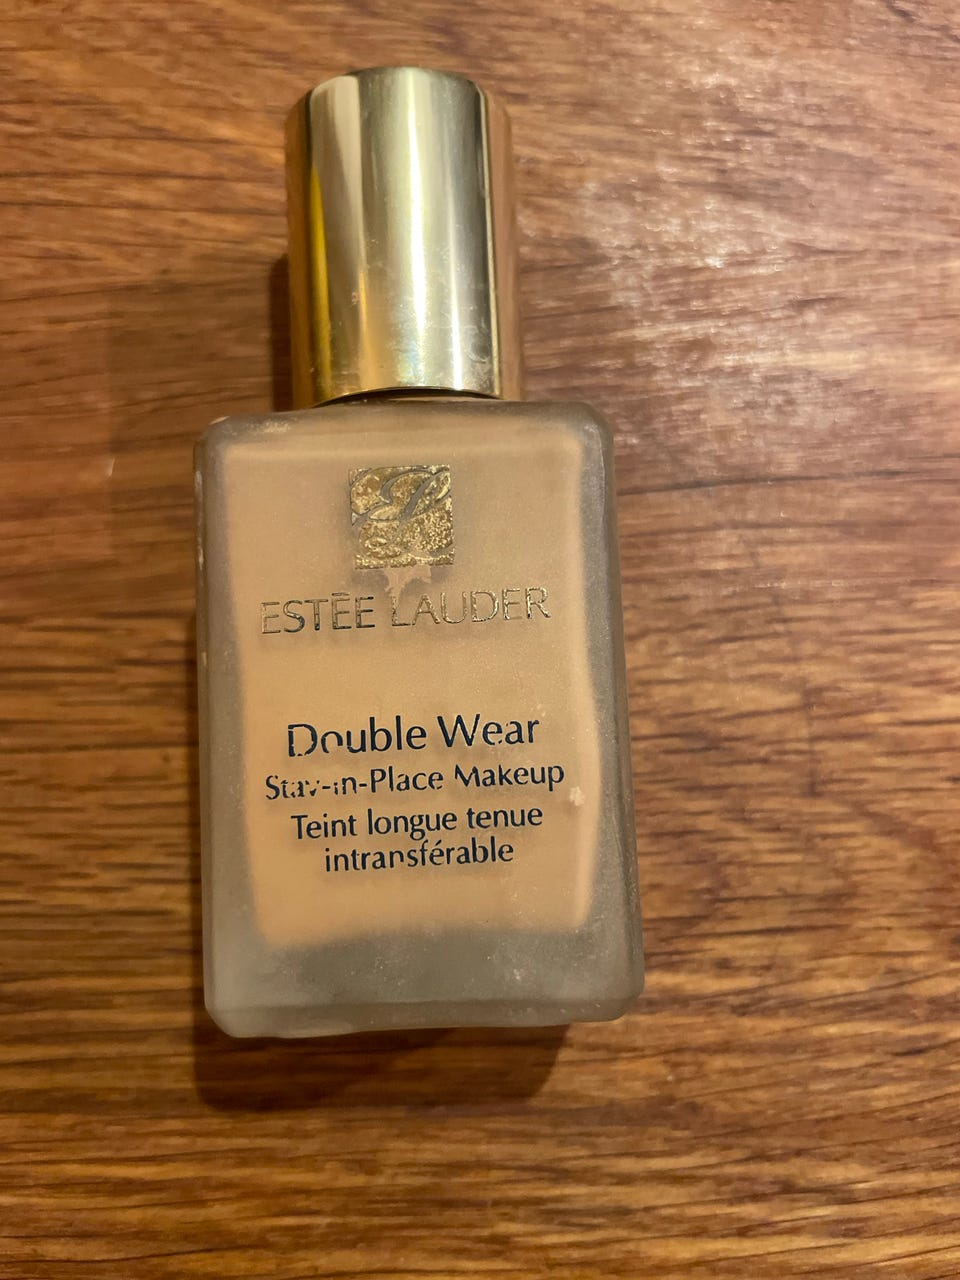 ESTĒE LAUDER
Double Wear
Stay-in-Place Makeup
Teint longue tenue
intransférable